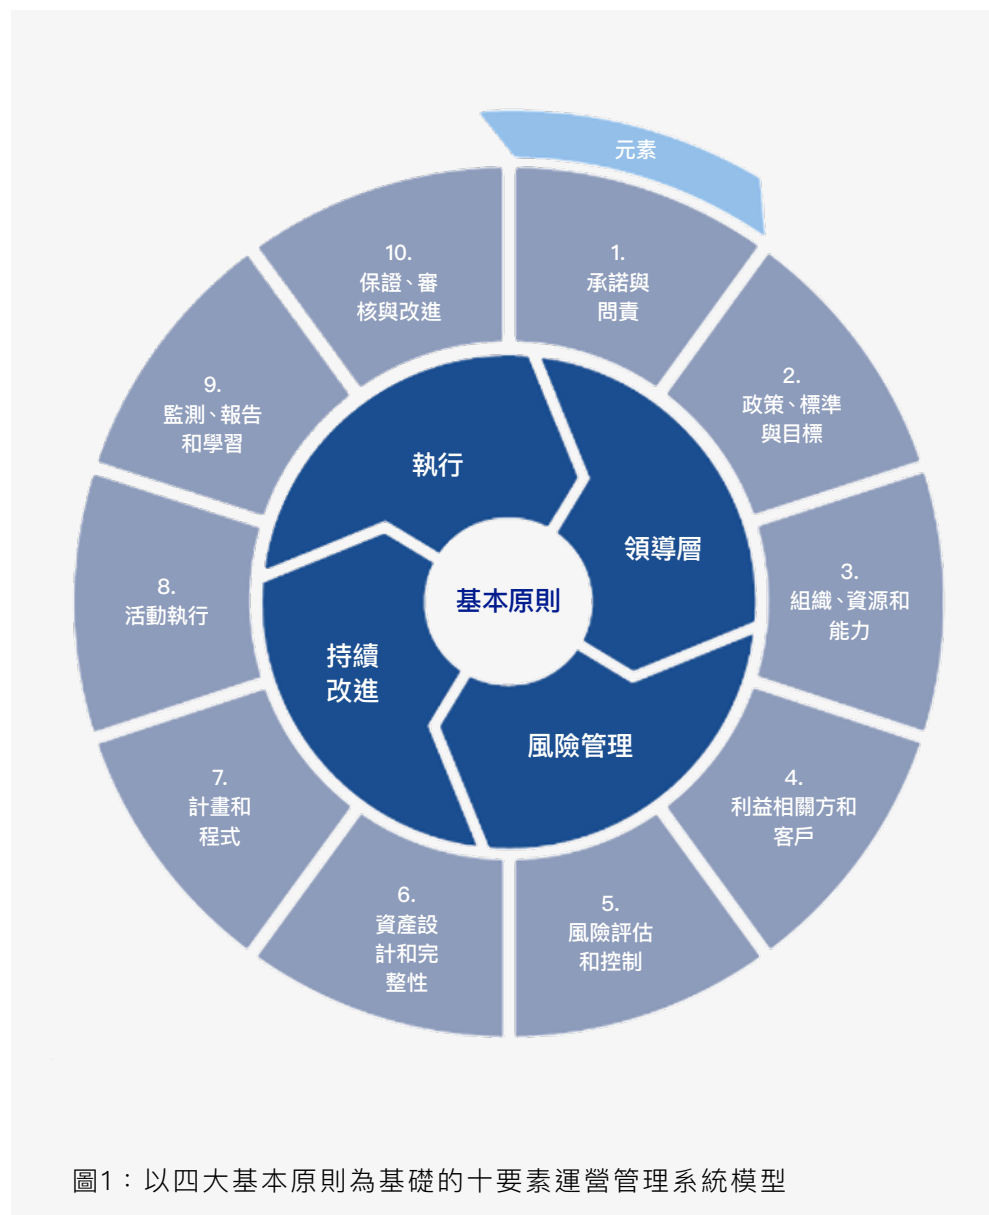 元素
1.
承諾與
問責
2.
政策、標準
與目標
3.
組織、資源和
能力
4.
利益相關方和
客戶
5.
風險評估
和控制
6.
資產設
計和完
整性
7.
計畫和
程式
8.
活動執行
9.
監測、報告
和學習
10.
保證、審
核與改進
執行
領導層
基本原則
持續
改進
風險管理
圖1：以四大基本原則為基礎的十要素運營管理系統模型